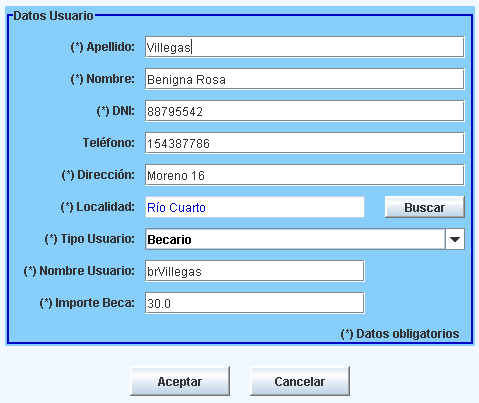 Datos Usuario
(*) Apellido: Villegas
(*) Nombre: Benigna Rosa
(*) DNI: 88795542
Teléfono: 154387786
(*) Dirección: Moreno 16
(*) Localidad: Río Cuarto Buscar
(*) Tipo Usuario: Becario
(*) Nombre Usuario: brVillegas
(*) Importe Beca: 30.0
(*) Datos obligatorios
Aceptar Cancelar